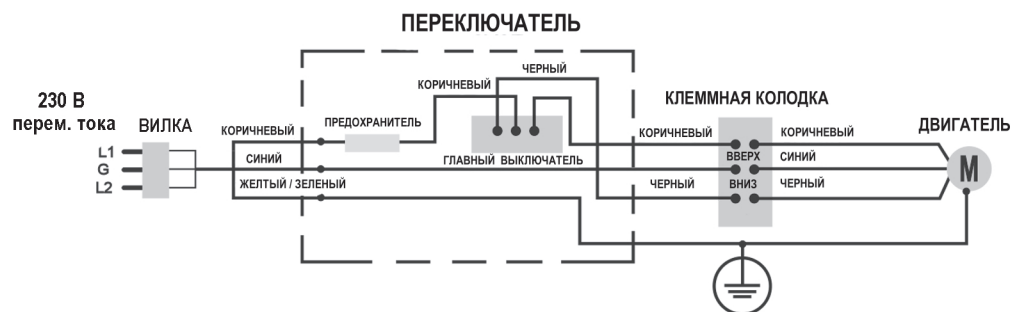 ПЕРЕКЛЮЧАТЕЛЬ
ЧЕРНЫЙ
КОРИЧНЕВЫЙ
230 В
перем. тока
ВИЛКА
КЛЕММНАЯ КОЛОДКА
ДВИГАТЕЛЬ
КОРИЧНЕВЫЙ
ПРЕДОХРАНИТЕЛЬ
КОРИЧНЕВЫЙ
КОРИЧНЕВЫЙ
L1
G
L2
СИНИЙ
ГЛАВНЫЙ ВЫКЛЮЧАТЕЛЬ
ВВЕРХ
СИНИЙ
ЖЕЛТЫЙ / ЗЕЛЕНЫЙ
ЧЕРНЫЙ
ВНИЗ
ЧЕРНЫЙ
M